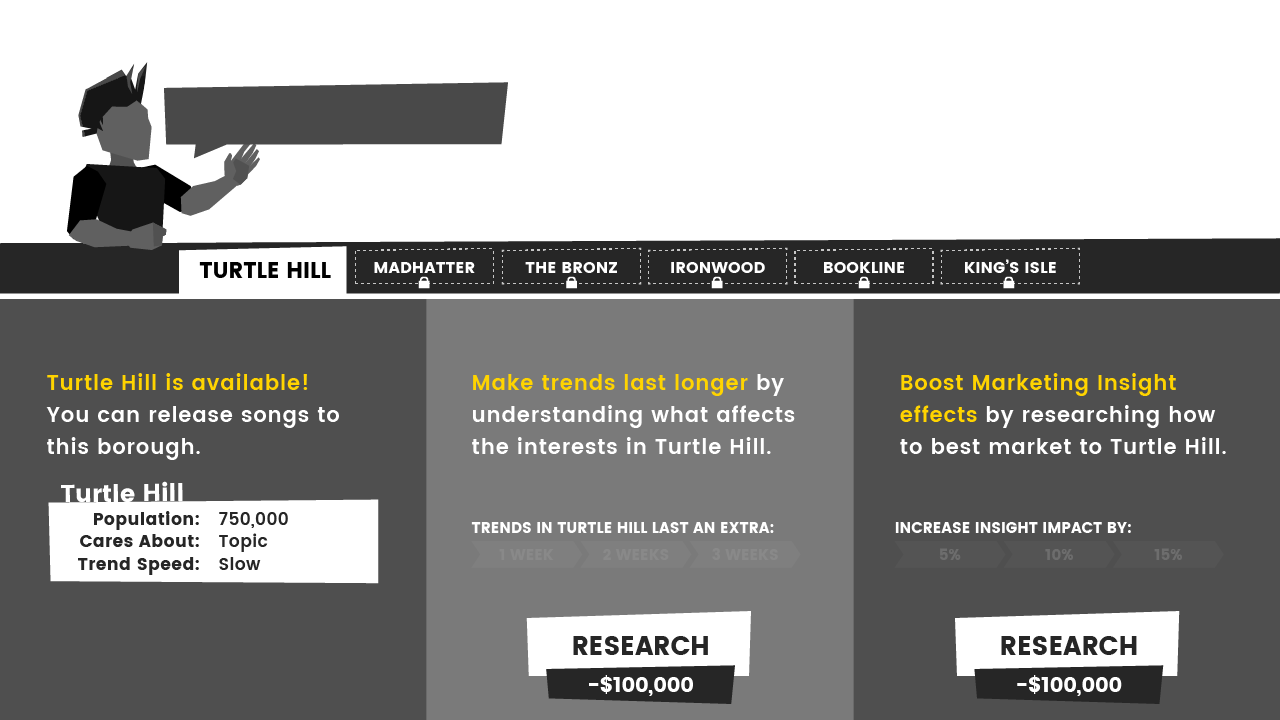 TURTLE HILL
MADHATTER
THE BRONZ
IRONWOOD
BOOKLINE
KING'S ISLE
Turtle Hill is available!
You can release songs to
this borough.
Turtle Hill
Population: 750,000
Cares About: Topic
Trend Speed: Slow
Make trends last longer by
understanding what affects
the interests in Turtle Hill.
TRENDS IN TURTLE HILL LAST AN EXTRA:
1 WEEK 2 WEEKS 3 WEEKS
RESEARCH
-$100,000
Boost Marketing Insight
effects by researching how
to best market to Turtle Hill.
INCREASE INSIGHT IMPACT BY:
5% 10% 15%
RESEARCH
-$100,000